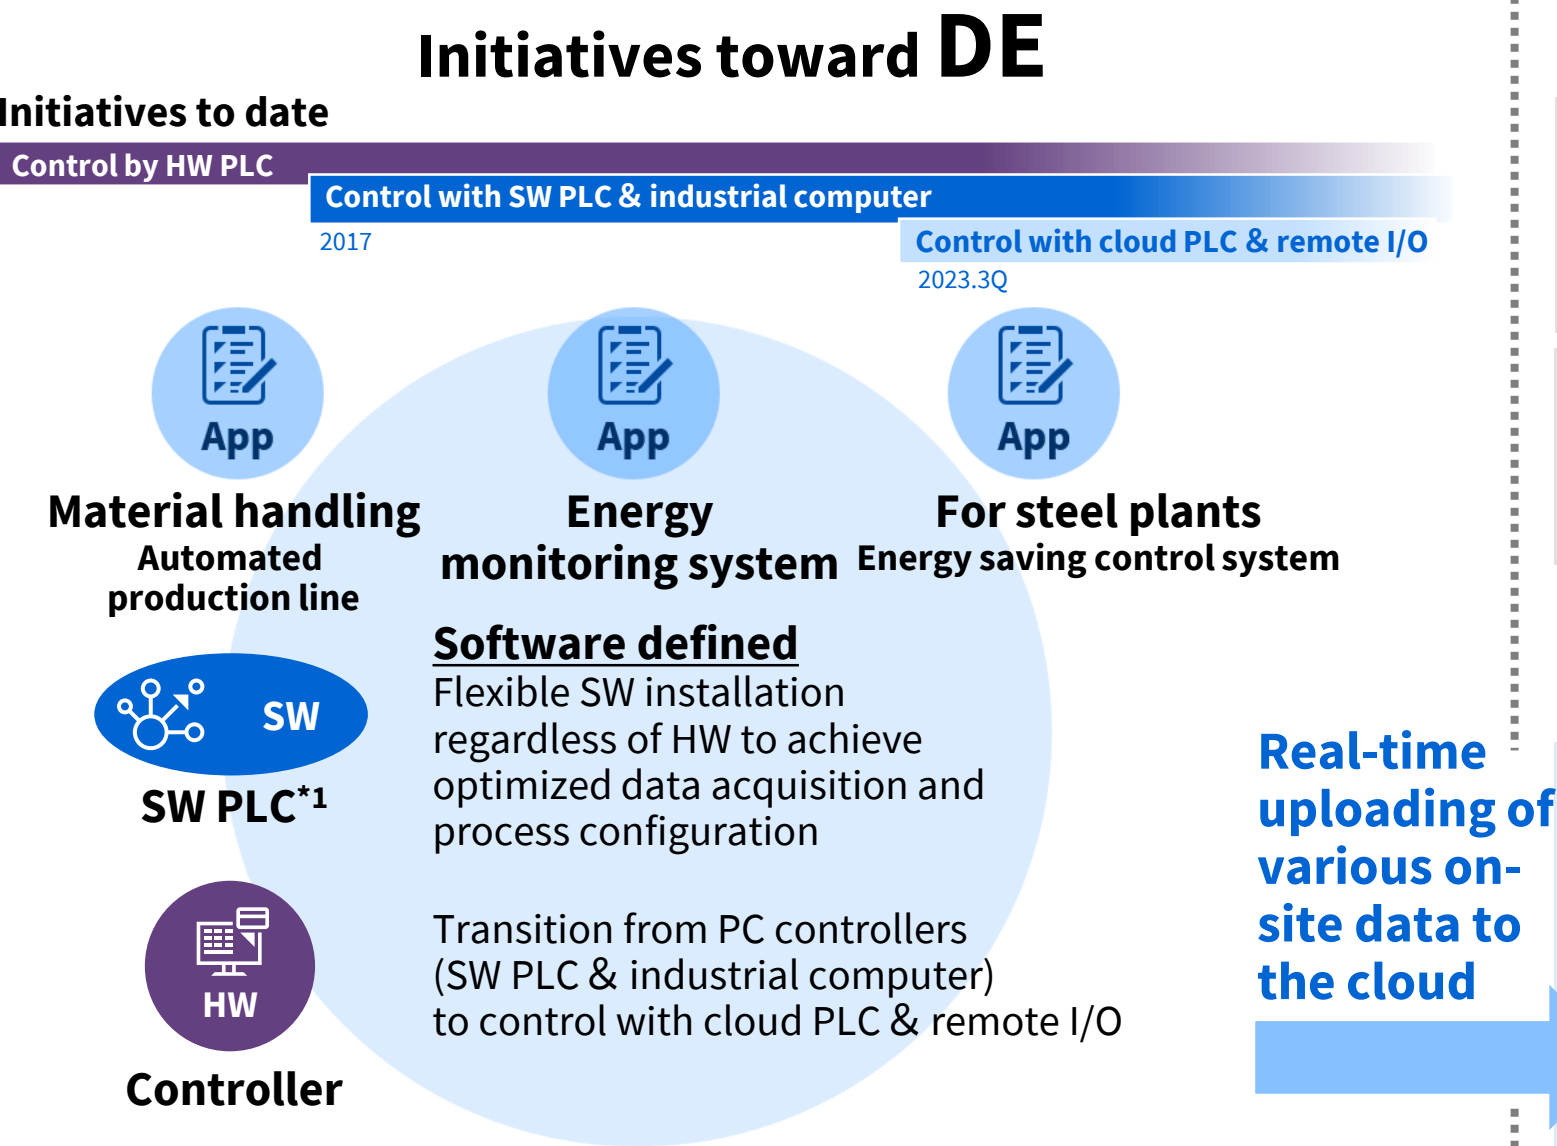 Initiatives toward DE
Initiatives to date
Control by HW PLC
Control with SW PLC & industrial computer
2017
Control with cloud PLC & remote I/O
2023.3Q
App
App
App
Material handling
Automated
production line
Energy
monitoring system
For steel plants
Energy saving control system
SW
SW PLC*1
Software defined
Flexible SW installation
regardless of HW to achieve
optimized data acquisition and
process configuration
HW
Controller
Transition from PC controllers
(SW PLC & industrial computer)
to control with cloud PLC & remote I/O
Real-time
uploading of
various on-
site data to
the cloud